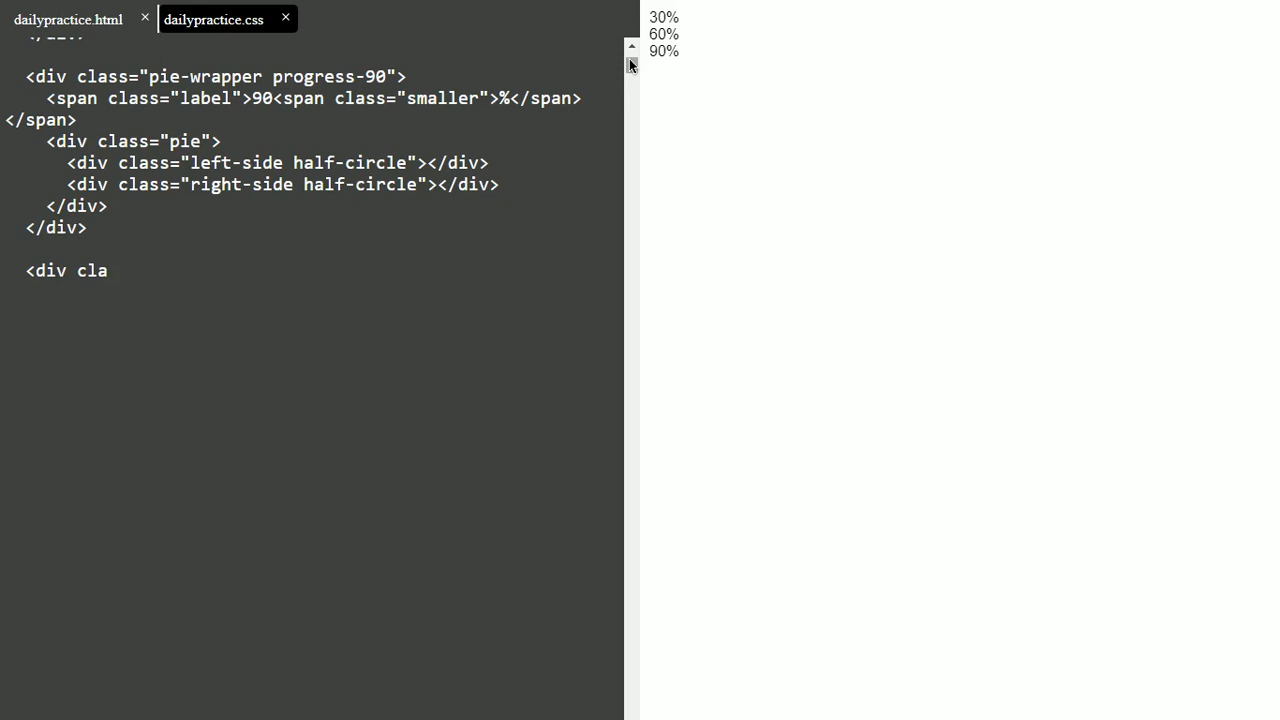 dailypractice.html × dailypractice.css ×
</div>
<div class="pie-wrapper progress-90">
<span class="label">90<span class="smaller">%</span>
</span>
<div class="pie">
<div class="left-side half-circle"></div>
<div class="right-side half-circle"></div>
</div>
</div>
<div cla
30%
60%
90%